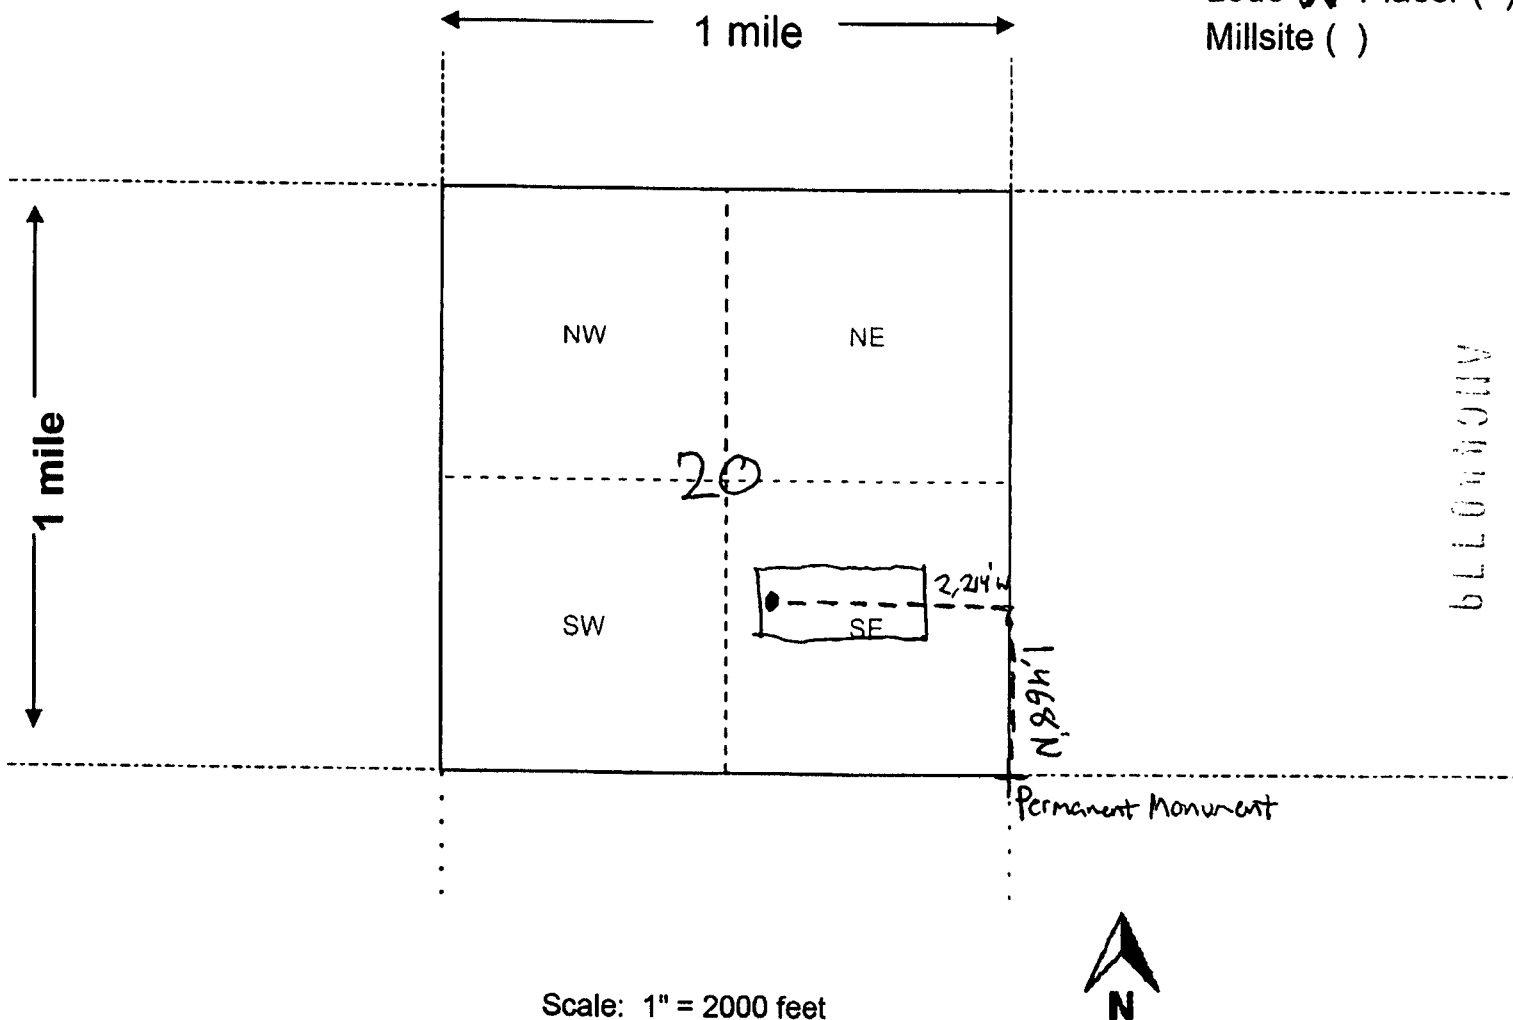 1 mile
Millsite ( )
1 mile
NW
NE
20
SW
SE
2,214' W
1,468' N
Permanent Monument
Scale: 1" = 2000 feet
N